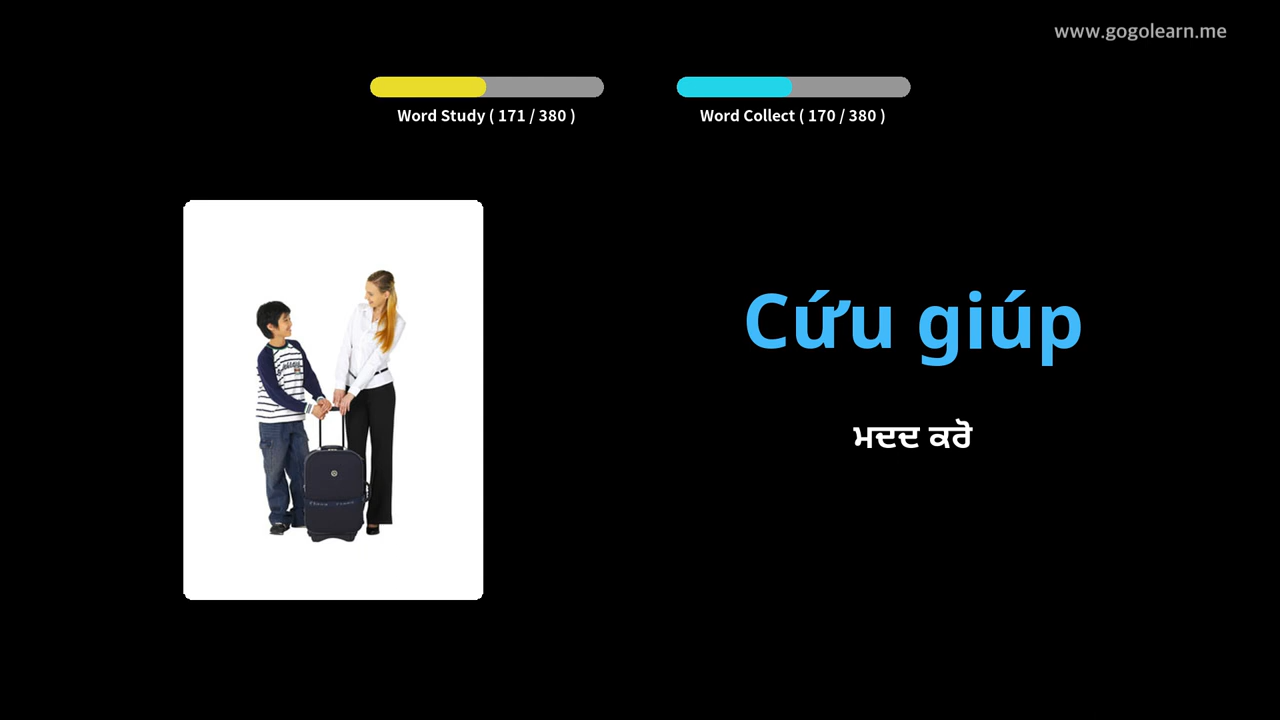 www.gogolearn.me
Word Study ( 171 / 380 )
Word Collect ( 170 / 380 )
Cứu giúp
ਮਦਦ ਕਰੋ